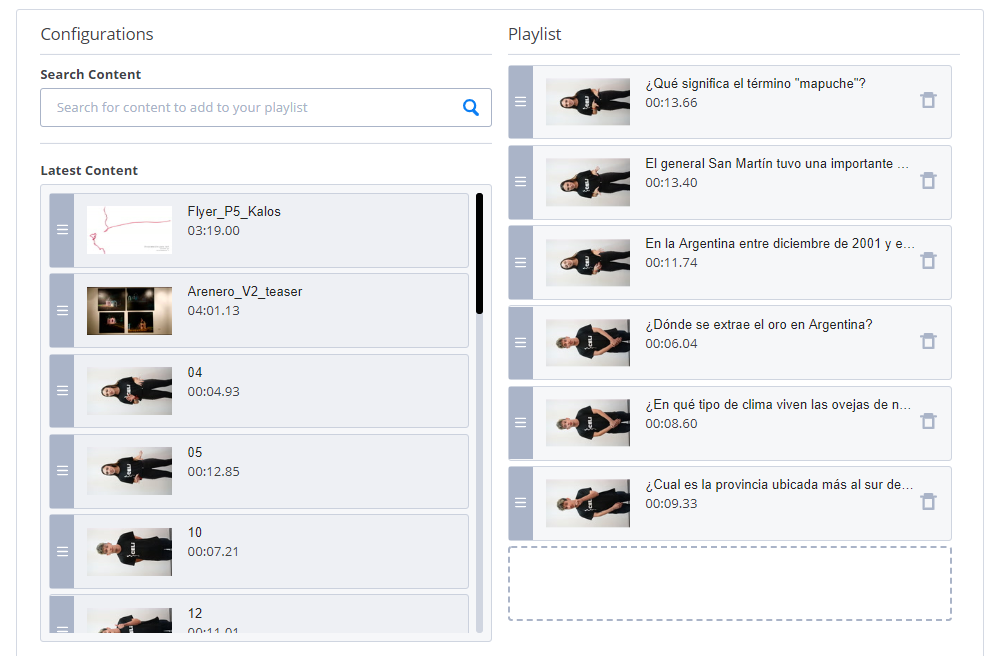 Configurations
Search Content
Search for content to add to your playlist
Latest Content
Flyer_P5_Kalos
03:19.00
Arenero_V2_teaser
04:01.13
04
00:04.93
05
00:12.85
10
00:07.21
12
00:11.01
Playlist
¿Qué significa el término "mapuche"?
00:13.66
El general San Martín tuvo una importante ...
00:13.40
En la Argentina entre diciembre de 2001 y e...
00:11.74
¿Dónde se extrae el oro en Argentina?
00:06.04
¿En qué tipo de clima viven las ovejas de n...
00:08.60
¿Cual es la provincia ubicada más al sur de...
00:09.33